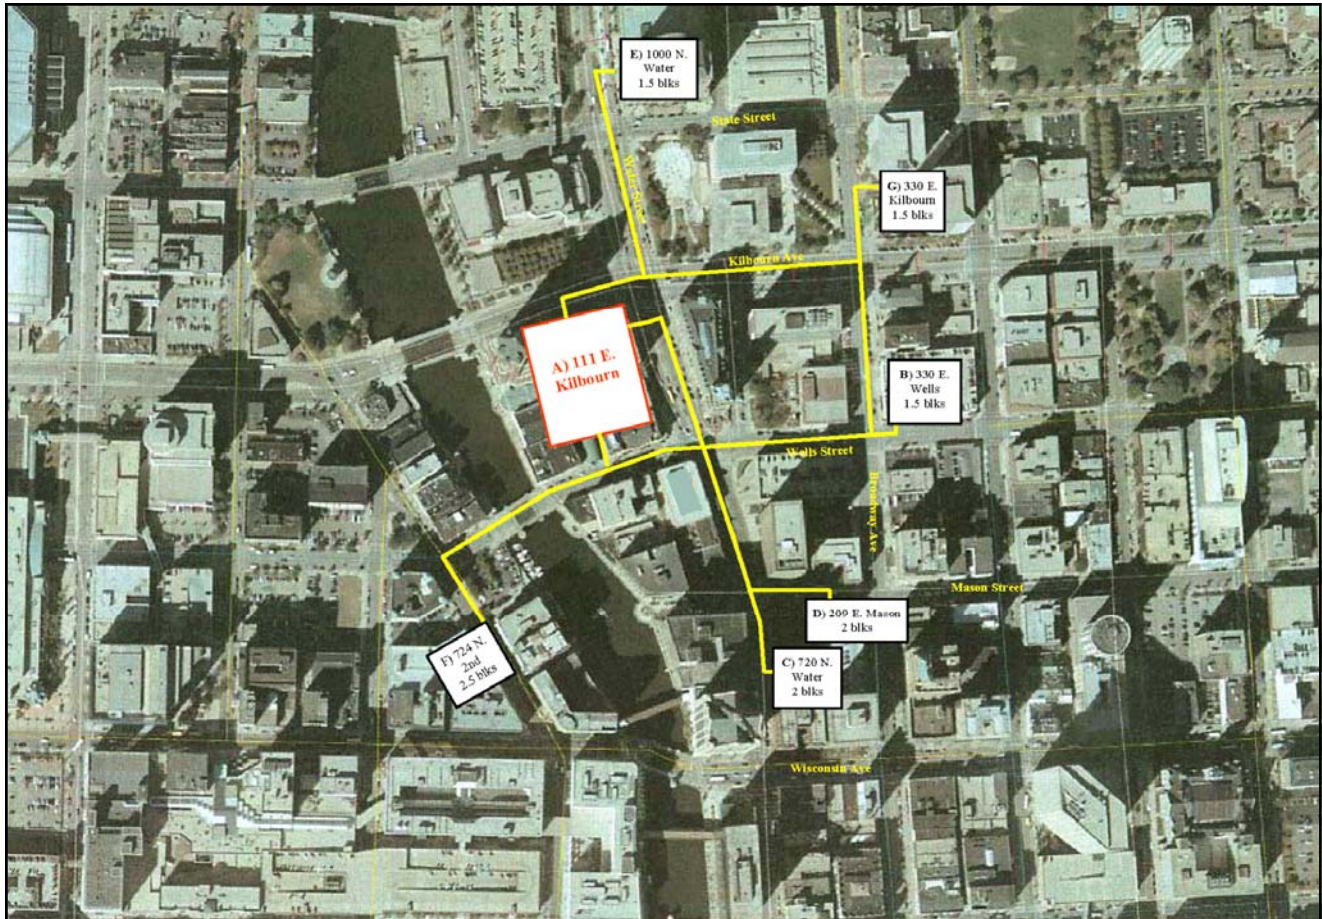 E) 1000 N.
Water
1.5 blks
State Street
Water Street
G) 330 E.
Kilbourn
1.5 blks
Kilbourn Ave
A) 111 E.
Kilbourn
B) 330 E.
Wells
1.5 blks
Wells Street
Broadway Ave
Mason Street
D) 209 E. Mason
2 blks
F) 724 N.
2nd
2.5 blks
C) 720 N.
Water
2 blks
Wisconsin Ave